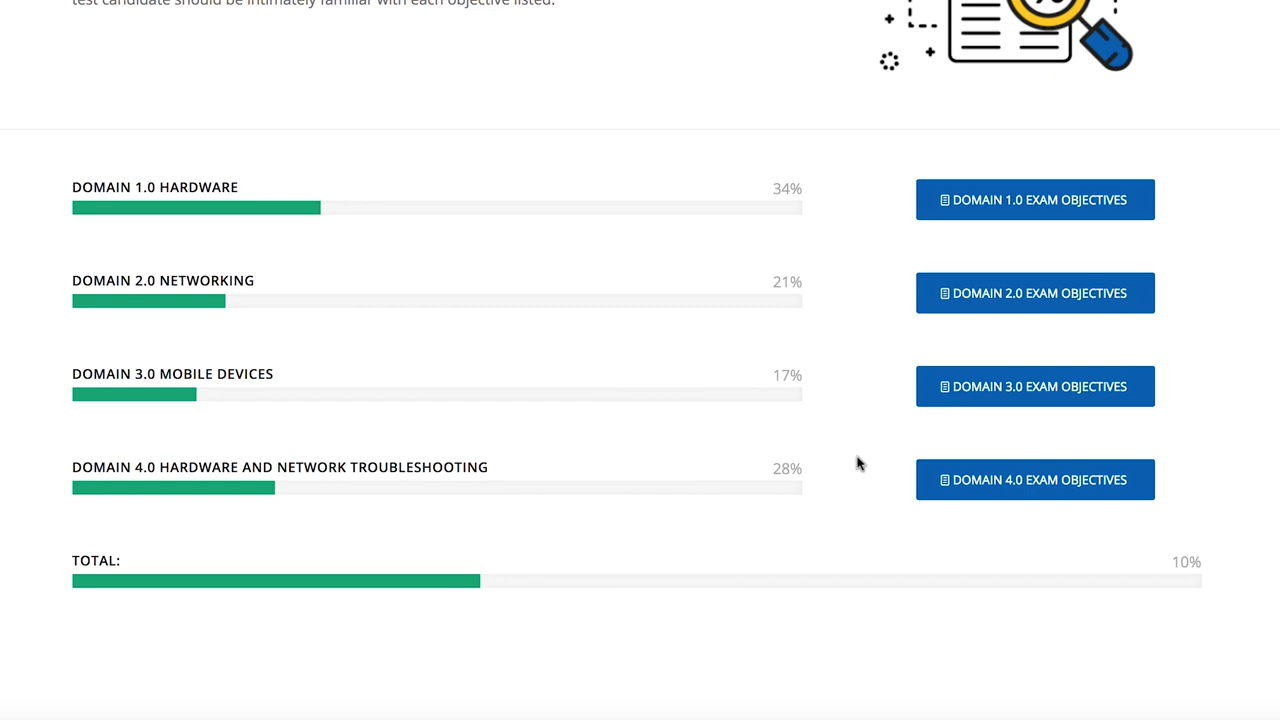 test candidate should be intimately familiar with each objective listed.
%
DOMAIN 1.0 HARDWARE
34%
DOMAIN 1.0 EXAM OBJECTIVES
DOMAIN 2.0 NETWORKING
21%
DOMAIN 2.0 EXAM OBJECTIVES
DOMAIN 3.0 MOBILE DEVICES
17%
DOMAIN 3.0 EXAM OBJECTIVES
DOMAIN 4.0 HARDWARE AND NETWORK TROUBLESHOOTING
28%
DOMAIN 4.0 EXAM OBJECTIVES
TOTAL:
10%